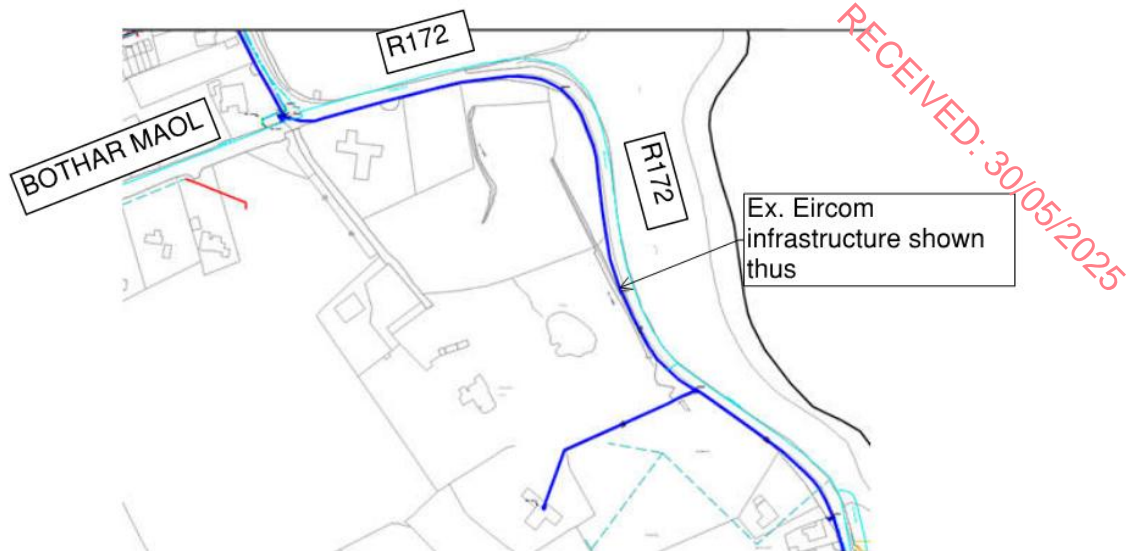 R172
RECEIVED: 30/05/2025
BOTHAR MAOL
R172
Ex. Eircom
infrastructure shown
thus